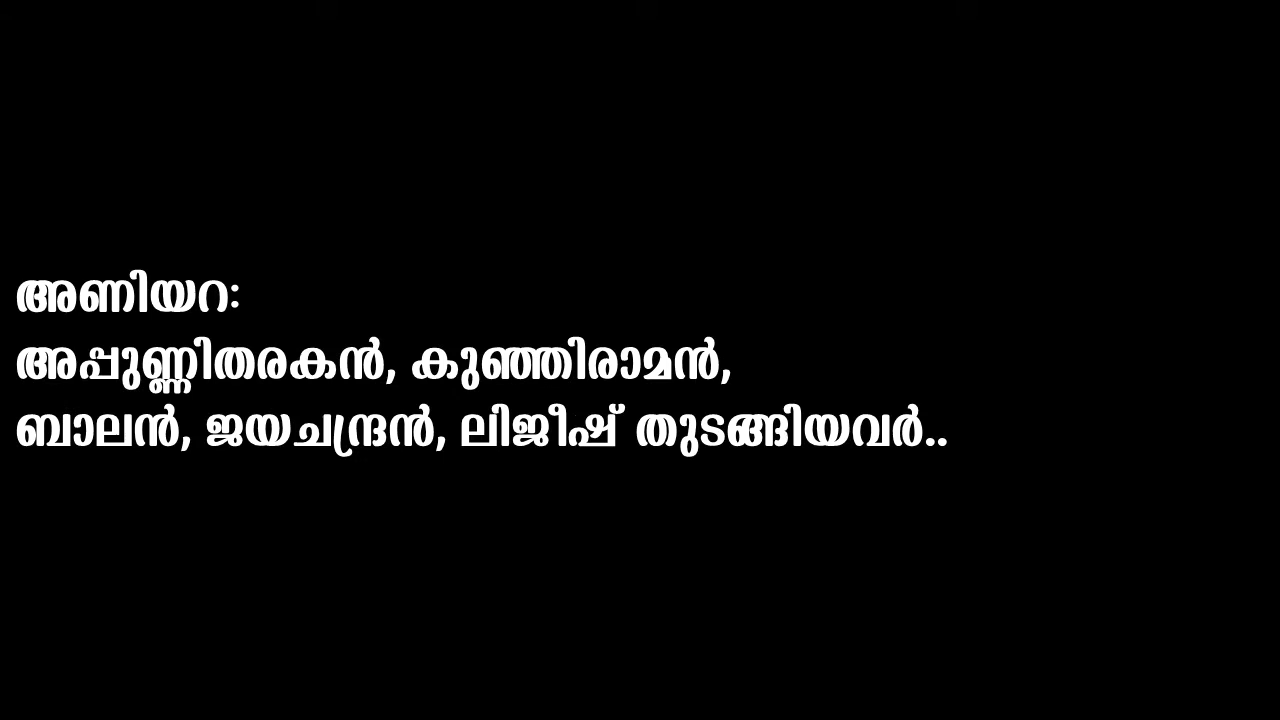 അണിയറ:
അപ്പുണ്ണിതരകൻ, കുഞ്ഞിരാമൻ,
ബാലൻ, ജയചന്ദ്രൻ, ലിജീഷ് തുടങ്ങിയവർ..